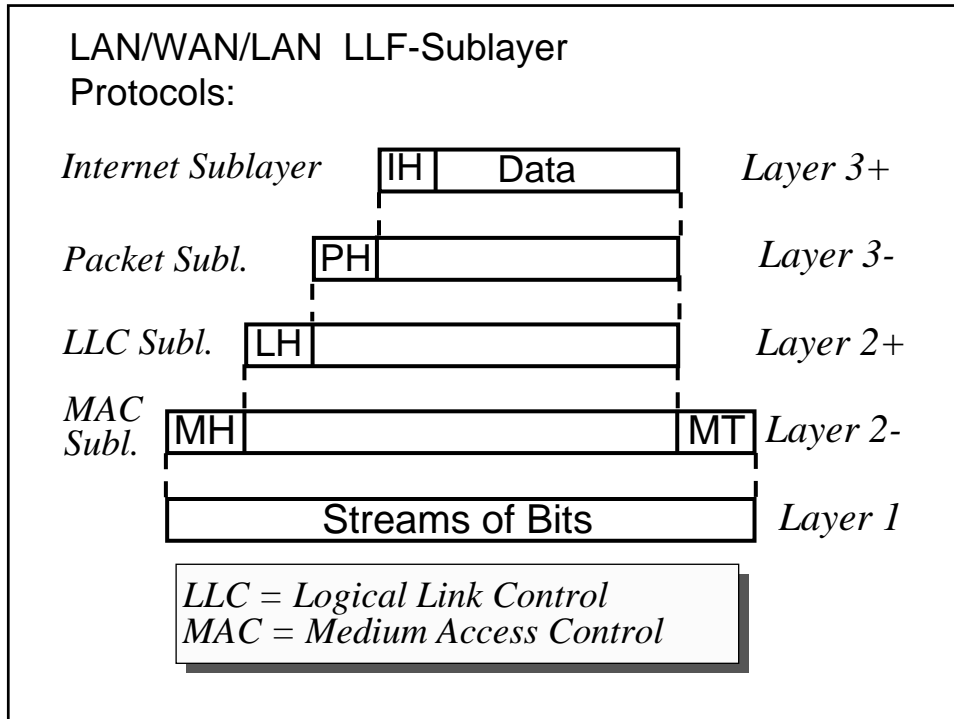 LAN/WAN/LAN LLF-Sublayer
Protocols:
Internet Sublayer IH Data Layer 3+
Packet Subl. PH Layer 3-
LLC Subl. LH Layer 2+
MAC
Subl. MH MT Layer 2-
Streams of Bits Layer 1
LLC = Logical Link Control
MAC = Medium Access Control